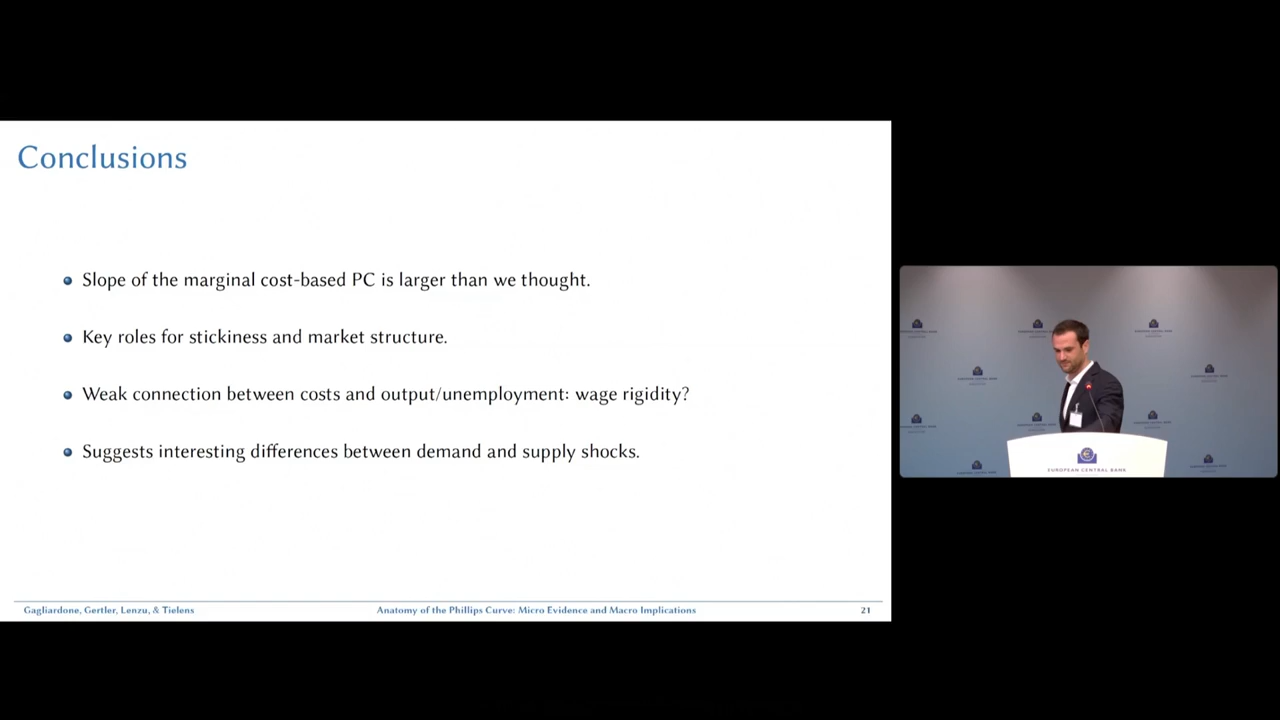 Conclusions
Slope of the marginal cost-based PC is larger than we thought.
Key roles for stickiness and market structure.
Weak connection between costs and output/unemployment: wage rigidity?
Suggests interesting differences between demand and supply shocks.
Gagliardone, Gertler, Lenzu, & Tielens
Anatomy of the Phillips Curve: Micro Evidence and Macro Implications
21
EUROPEAN CENTRAL BANK